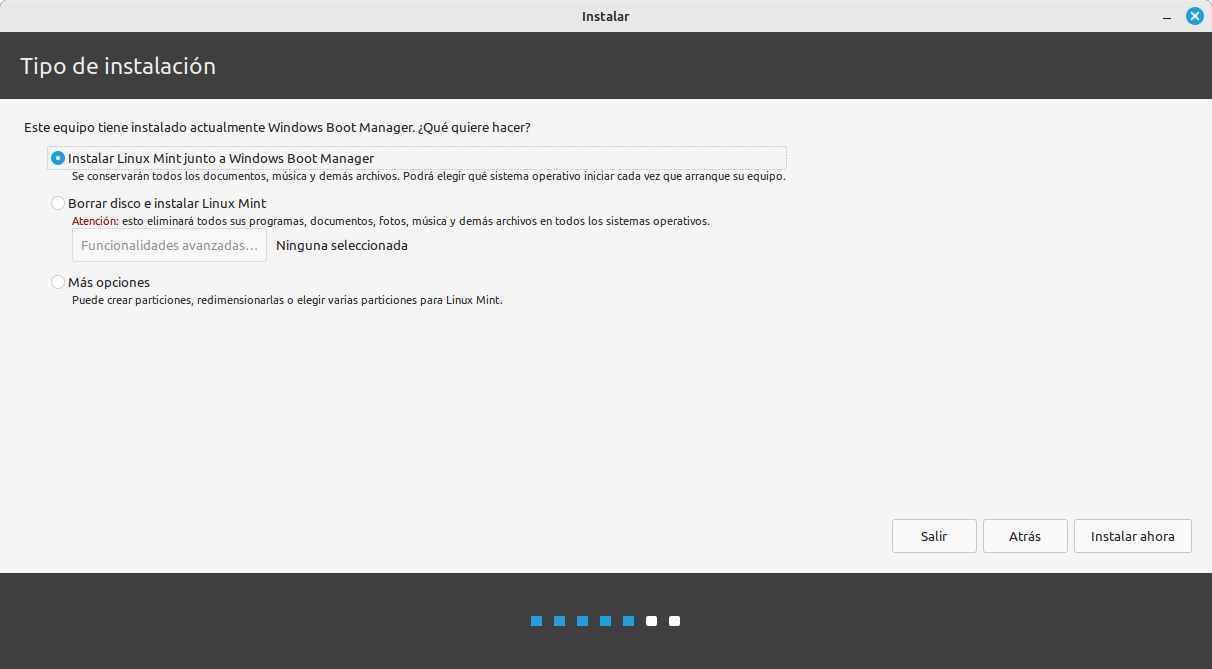 Instalar
Tipo de instalación
Este equipo tiene instalado actualmente Windows Boot Manager. ¿Qué quiere hacer?
Instalar Linux Mint junto a Windows Boot Manager
Se conservarán todos los documentos, música y demás archivos. Podrá elegir qué sistema operativo iniciar cada vez que arranque su equipo.
Borrar disco e instalar Linux Mint
Atención: esto eliminará todos sus programas, documentos, fotos, música y demás archivos en todos los sistemas operativos.
Funcionalidades avanzadas... Ninguna seleccionada
Más opciones
Puede crear particiones, redimensionarlas o elegir varias particiones para Linux Mint.
Salir Atrás Instalar ahora